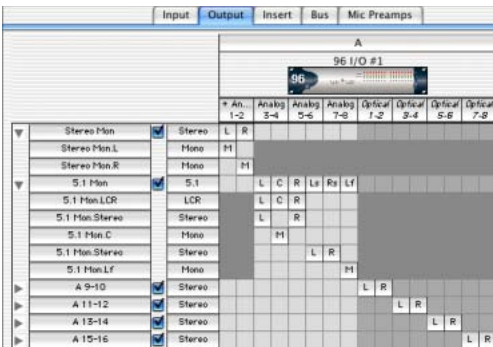 Input Output Insert Bus Mic Preamps
A
96 I/O #1
96
+ An... Analog Analog Analog Optical Optical Optical Optical
1-2 3-4 5-6 7-8 1-2 3-4 5-6 7-8
Stereo Mon Stereo L R
Stereo Mon.L Mono M
Stereo Mon.R Mono M
5.1 Mon 5.1 L C R Ls Rs Lf
5.1 Mon.LCR LCR L C R
5.1 Mon.Stereo Stereo L R
5.1 Mon.C Mono M
5.1 Mon.Stereo Stereo L R
5.1 Mon.Lf Mono M
A 9-10 Stereo L R
A 11-12 Stereo L R
A 13-14 Stereo L R
A 15-16 Stereo L R